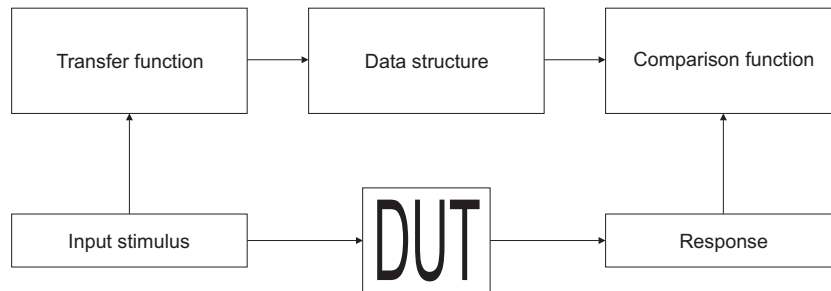 Transfer function
Data structure
Comparison function
Input stimulus
DUT
Response